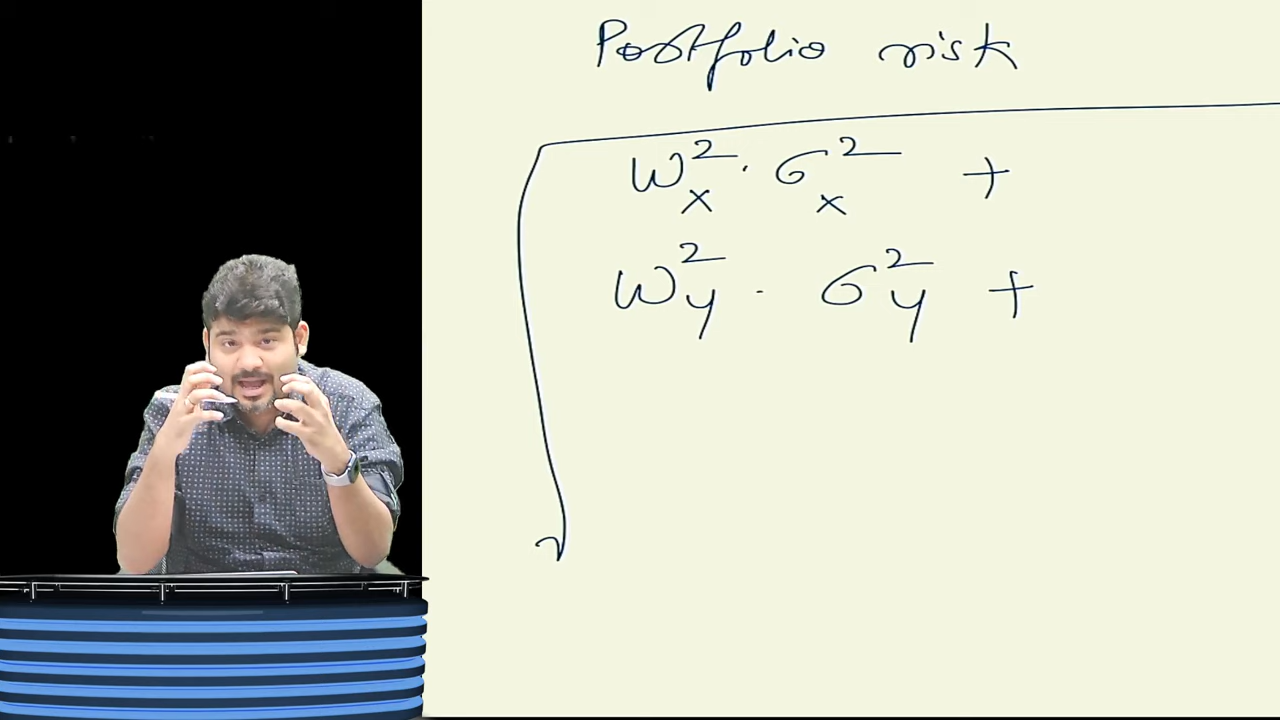 Portfolio risk
√ W²ₓ · σ²ₓ +
W²y · σ²y +